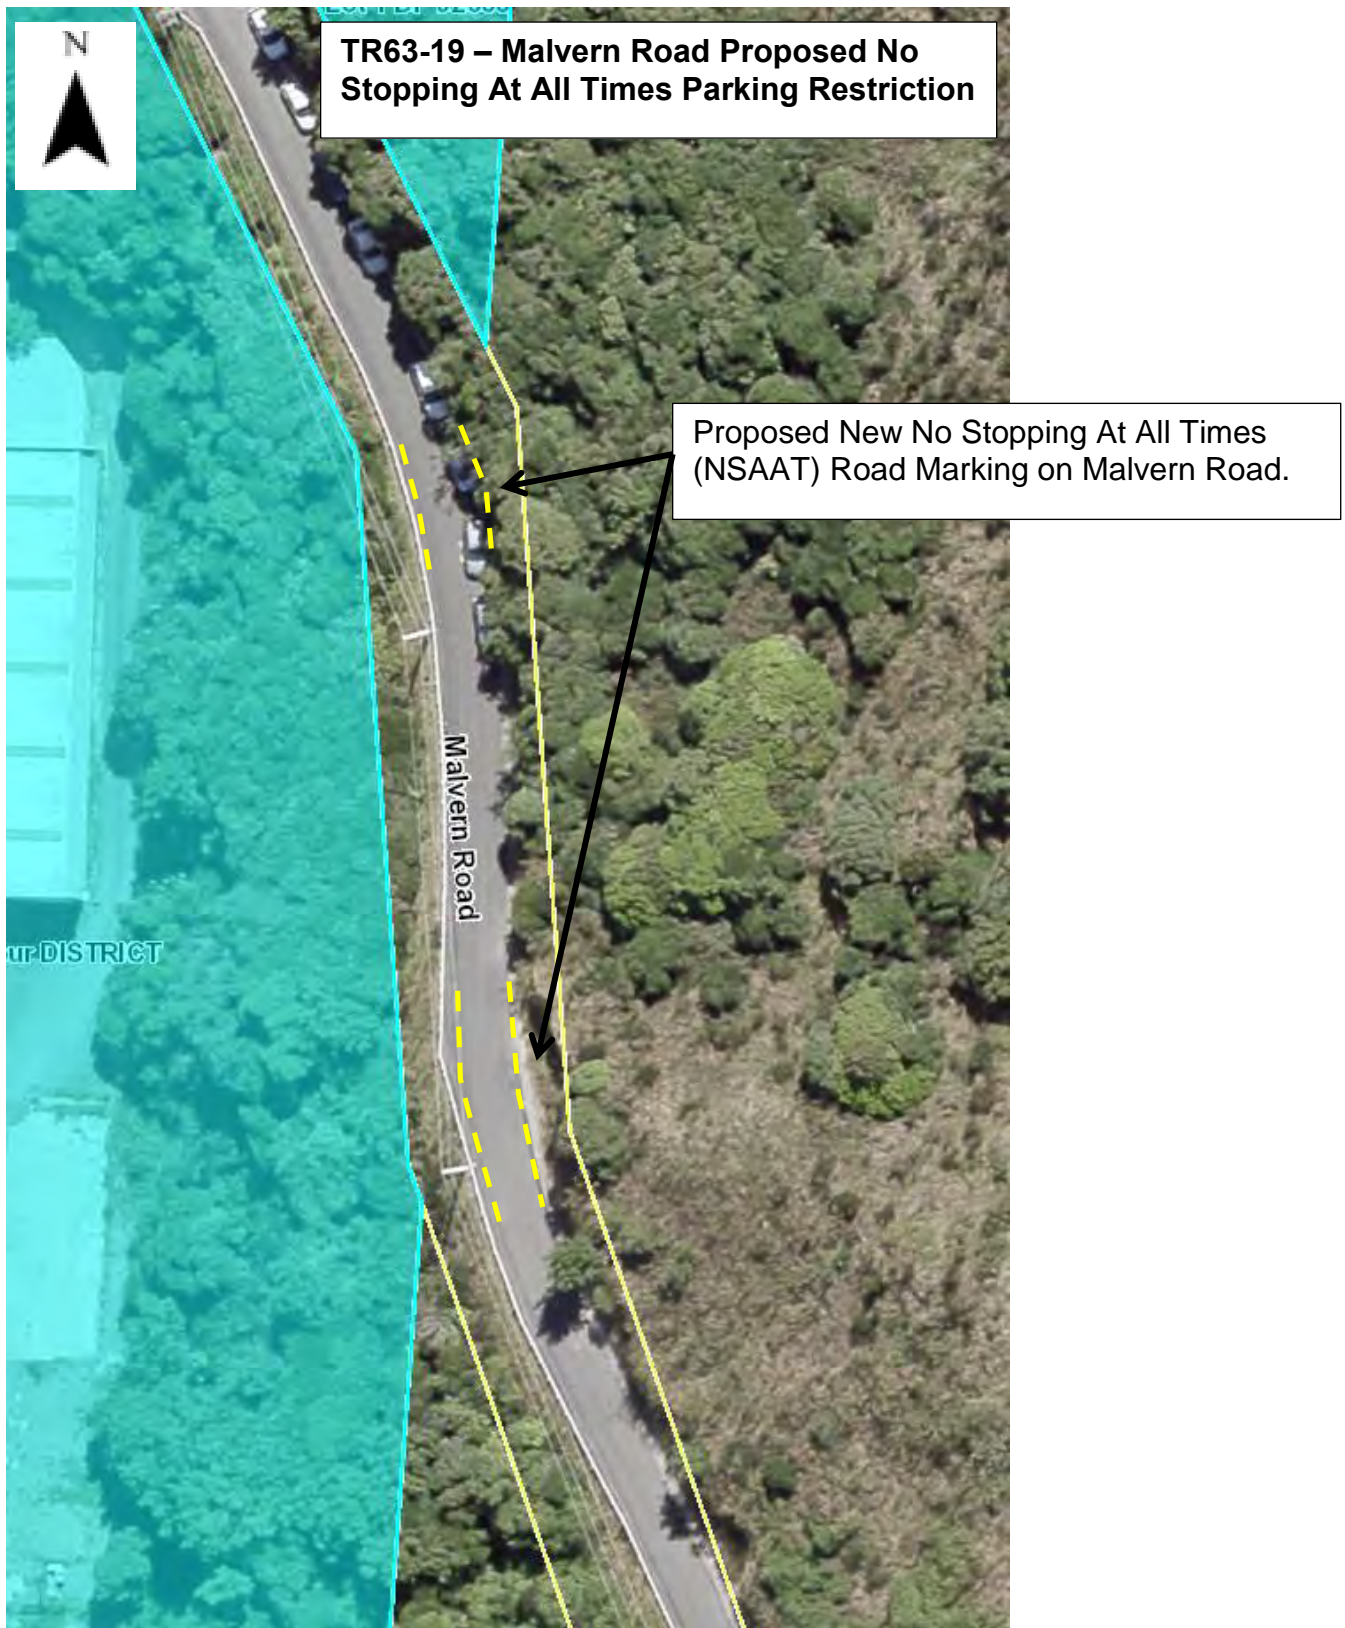 N
TR63-19 – Malvern Road Proposed No
Stopping At All Times Parking Restriction
Proposed New No Stopping At All Times
(NSAAT) Road Marking on Malvern Road.
Malvern Road
DISTRICT